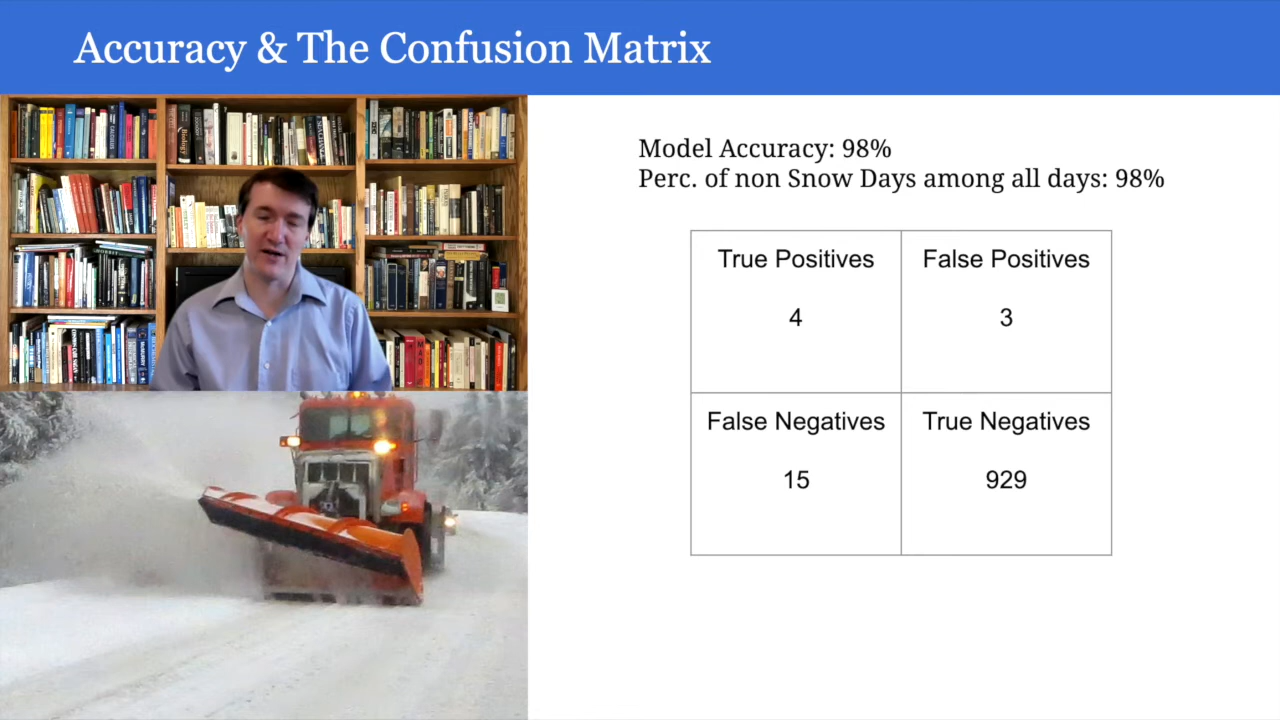 Accuracy & The Confusion Matrix
Model Accuracy: 98%
Perc. of non Snow Days among all days: 98%
True Positives
False Positives
4
3
False Negatives
True Negatives
15
929
Biology